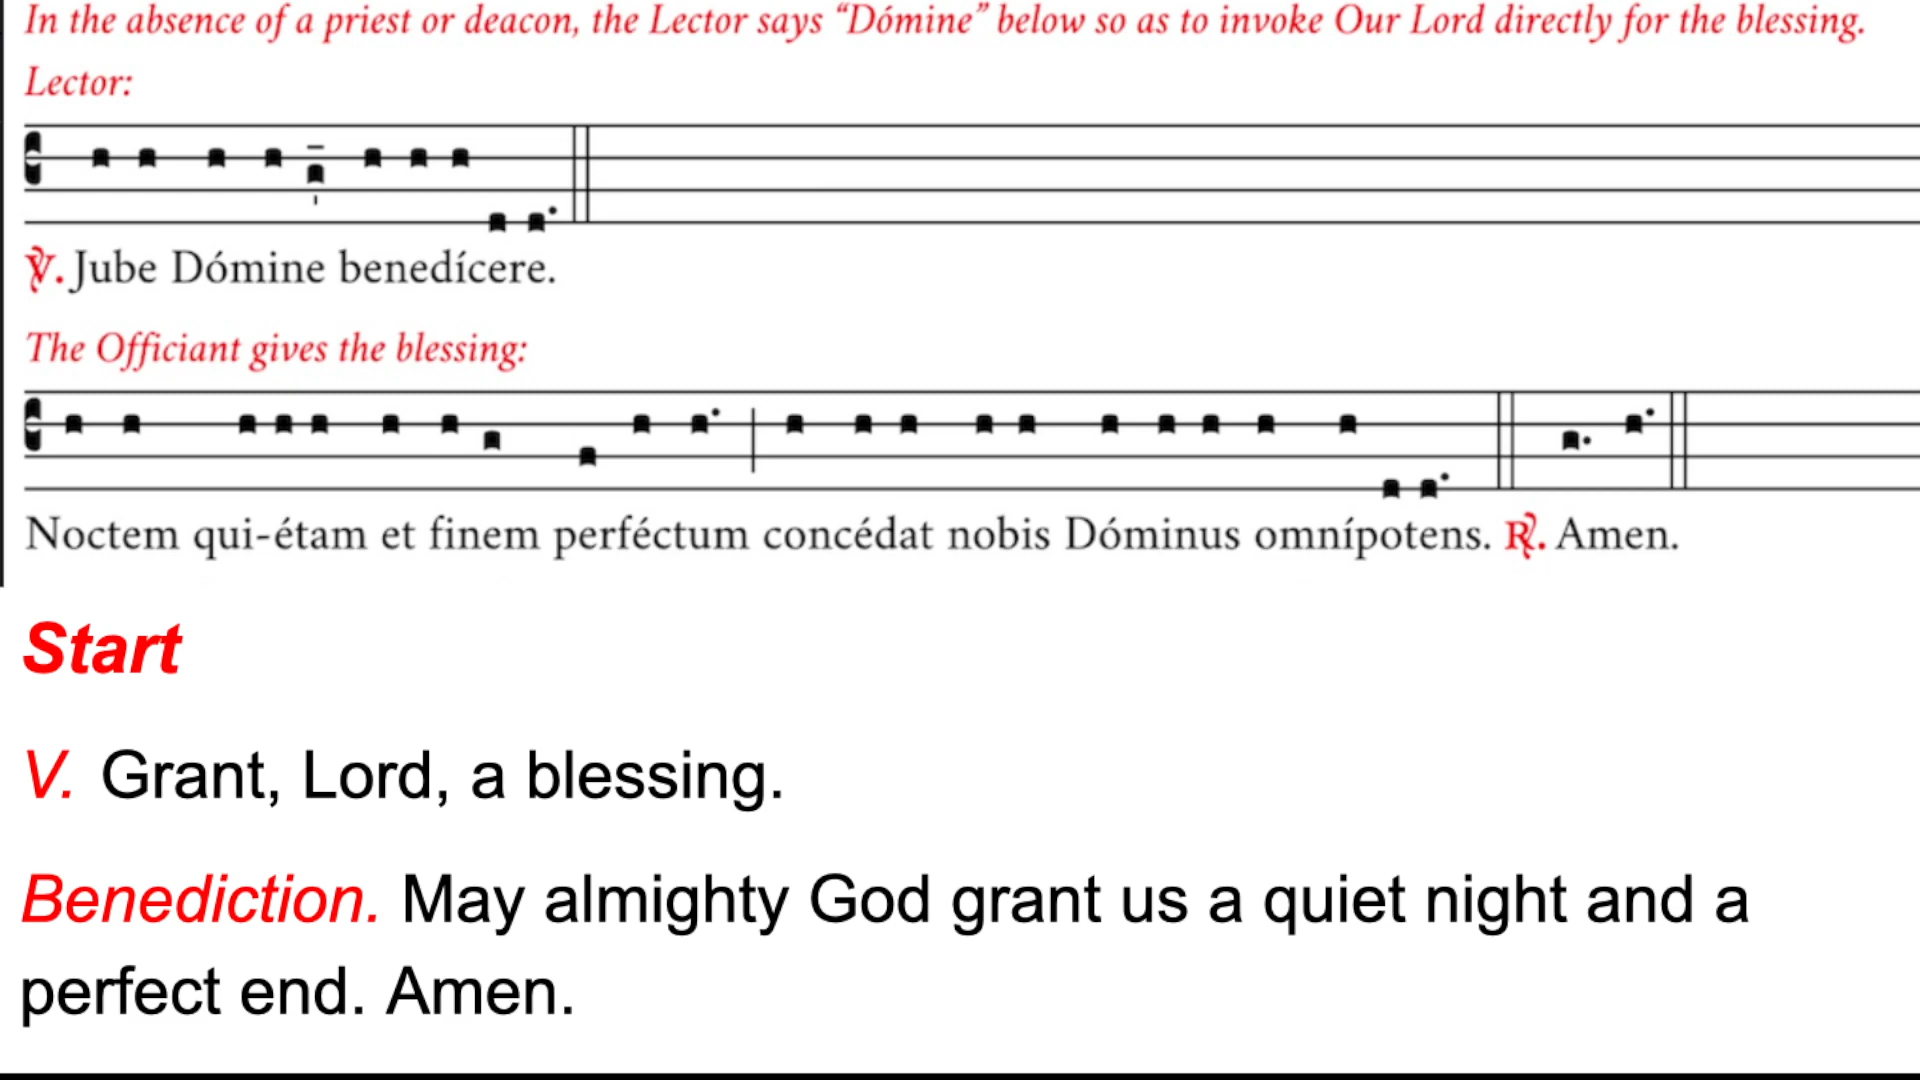 In the absence of a priest or deacon, the Lector says “Dómine” below so as to invoke Our Lord directly for the blessing.
Lector:
℣. Jube Dómine benedícere.
The Officiant gives the blessing:
Noctem qui-étam et finem perféctum concédat nobis Dóminus omnípotens. ℟. Amen.
Start
V. Grant, Lord, a blessing.
Benediction. May almighty God grant us a quiet night and a
perfect end. Amen.